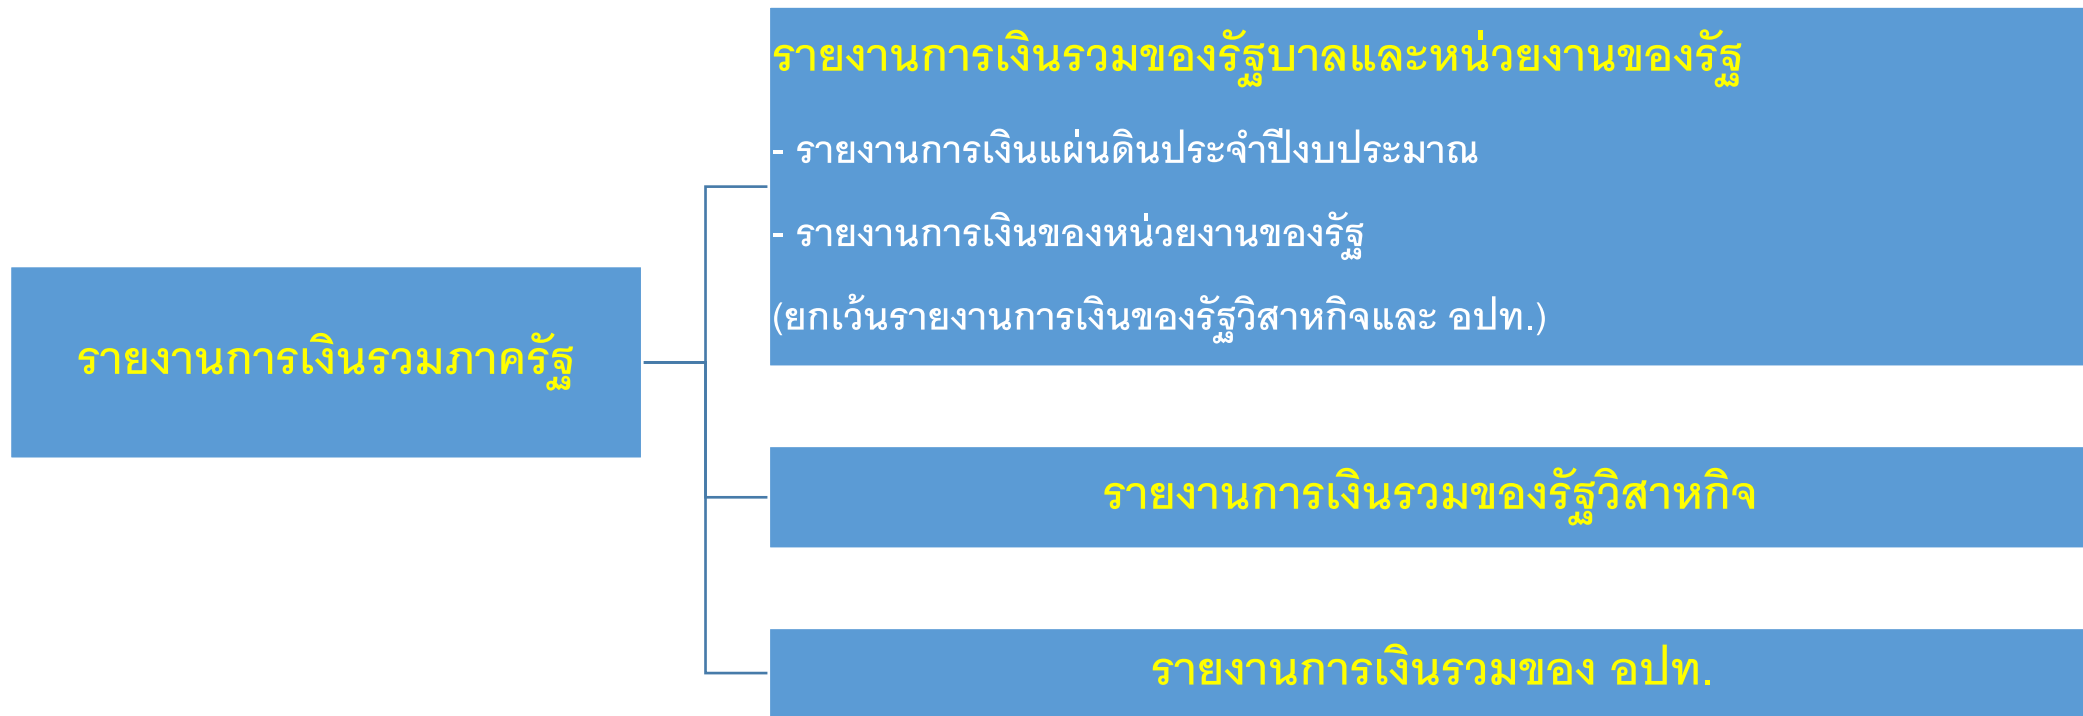 รายงานการเงินรวมภาครัฐ
รายงานการเงินรวมของรัฐบาลและหน่วยงานของรัฐ
- รายงานการเงินแผ่นดินประจำปีงบประมาณ
- รายงานการเงินของหน่วยงานของรัฐ
(ยกเว้นรายงานการเงินของรัฐวิสาหกิจและ อปท.)
รายงานการเงินรวมของรัฐวิสาหกิจ
รายงานการเงินรวมของ อปท.